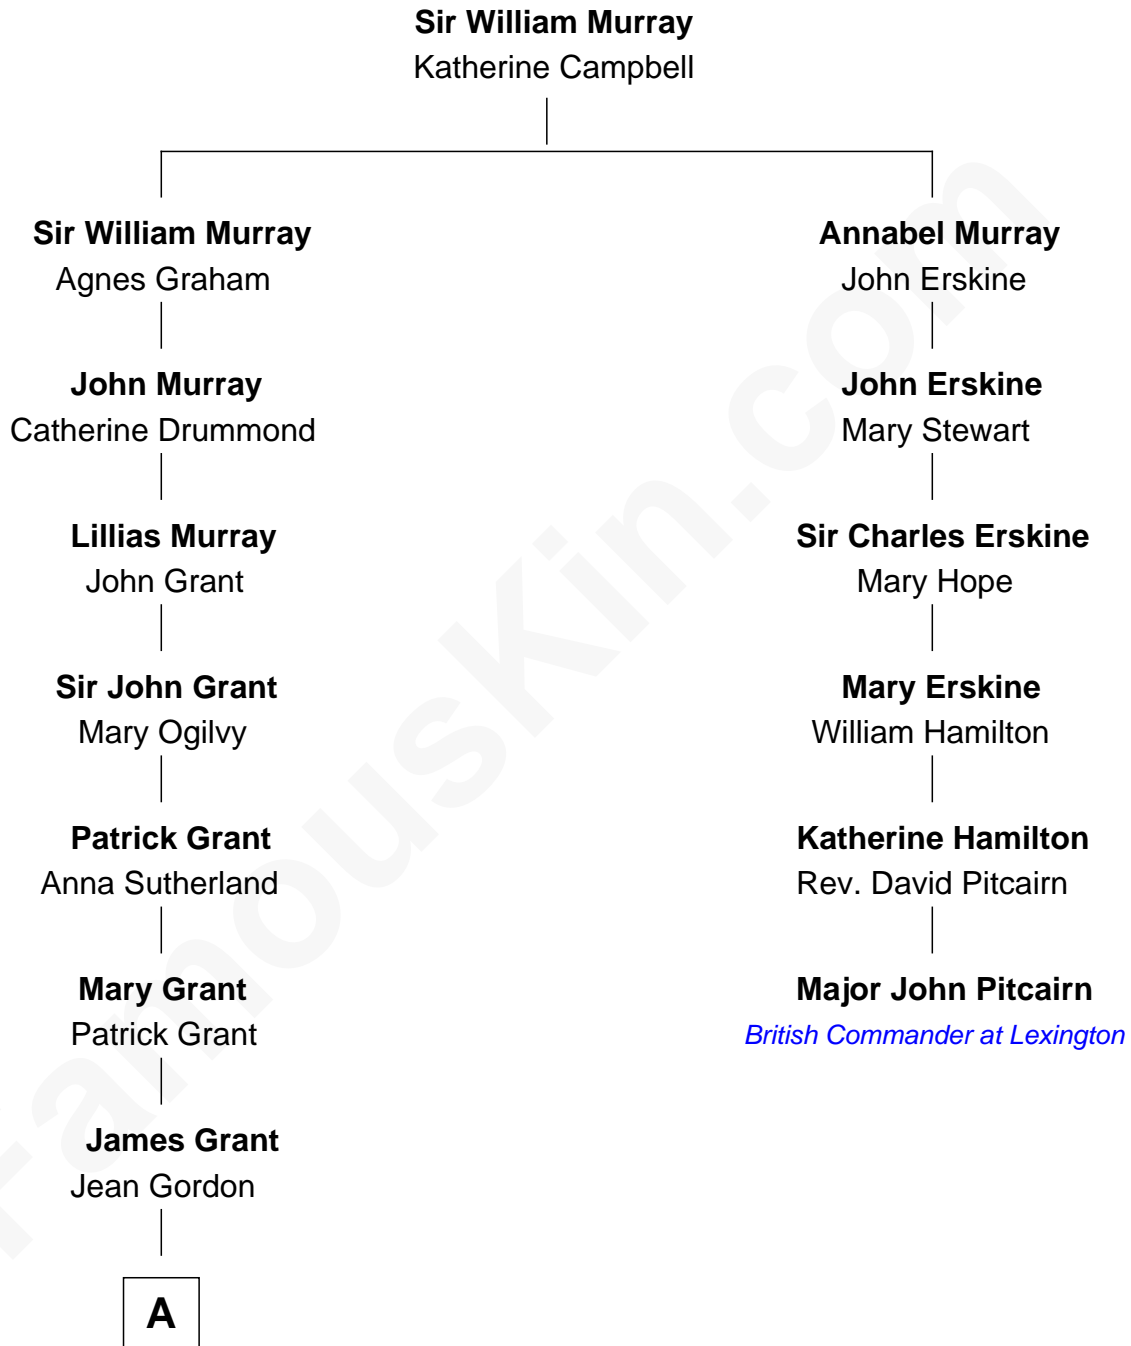 Sir William Murray
Katherine Campbell
Sir William Murray
Agnes Graham
Annabel Murray
John Erskine
John Murray
Catherine Drummond
John Erskine
Mary Stewart
Lillias Murray
John Grant
Sir Charles Erskine
Mary Hope
Sir John Grant
Mary Ogilvy
Mary Erskine
William Hamilton
Patrick Grant
Anna Sutherland
Katherine Hamilton
Rev. David Pitcairn
Mary Grant
Patrick Grant
Major John Pitcairn
British Commander at Lexington
James Grant
Jean Gordon
A
FamousKin.com